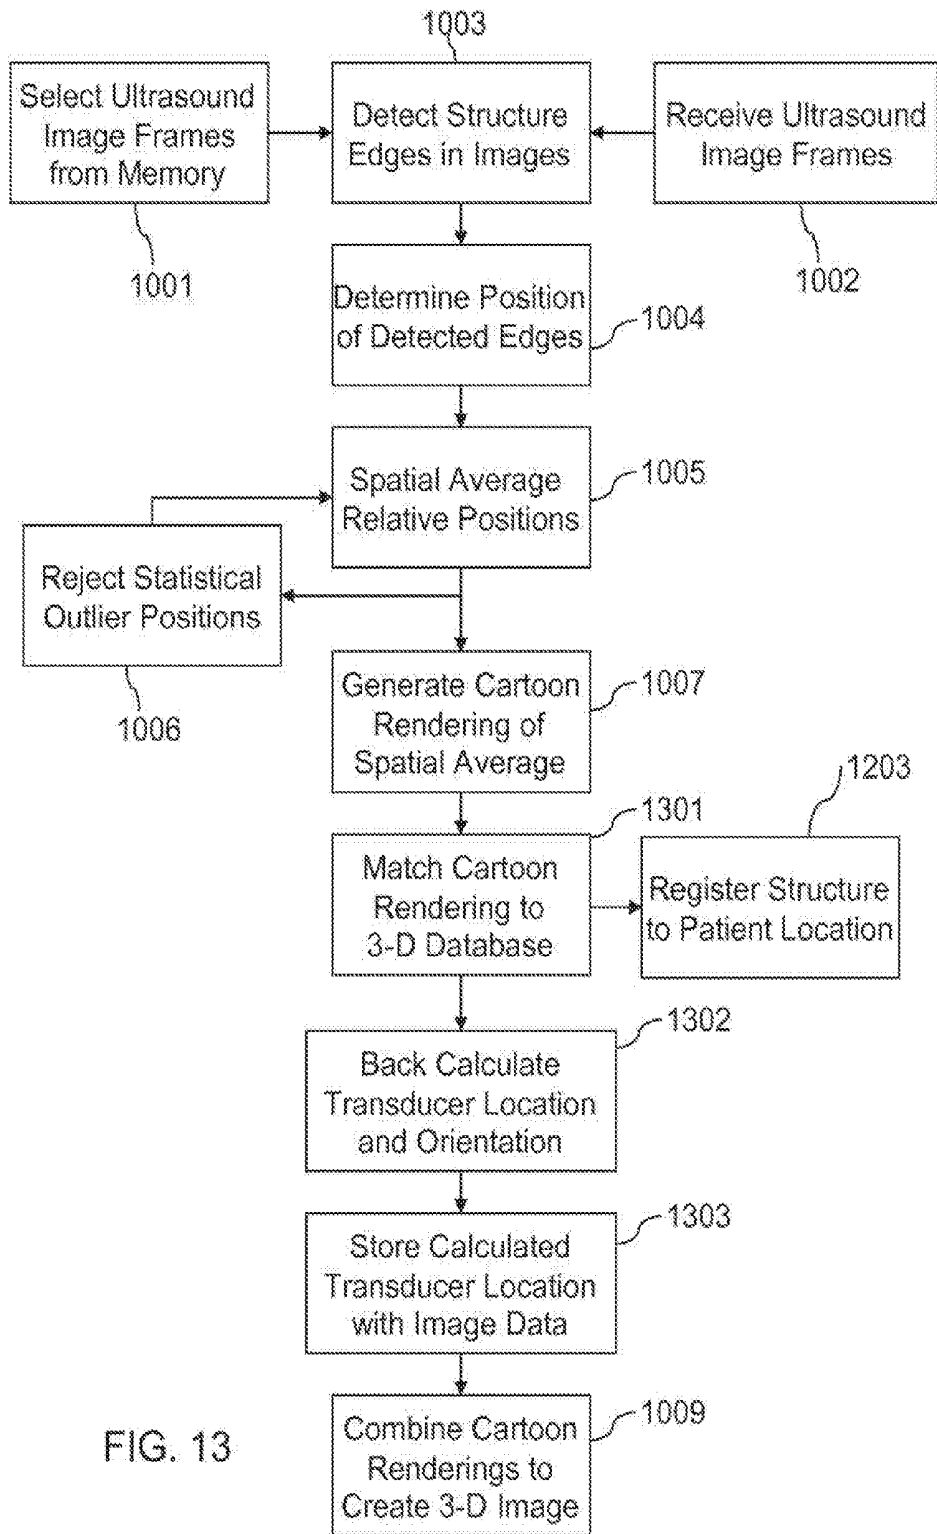 1003
Select Ultrasound
Image Frames
from Memory
Detect Structure
Edges in Images
Receive Ultrasound
Image Frames
1001
1002
Determine Position
of Detected Edges
1004
Spatial Average
Relative Positions
1005
Reject Statistical
Outlier Positions
1006
Generate Cartoon
Rendering of
Spatial Average
1007
1203
1301
Match Cartoon
Rendering to
3-D Database
Register Structure
to Patient Location
1302
Back Calculate
Transducer Location
and Orientation
1303
Store Calculated
Transducer Location
with Image Data
1009
Combine Cartoon
Renderings to
Create 3-D Image
FIG. 13